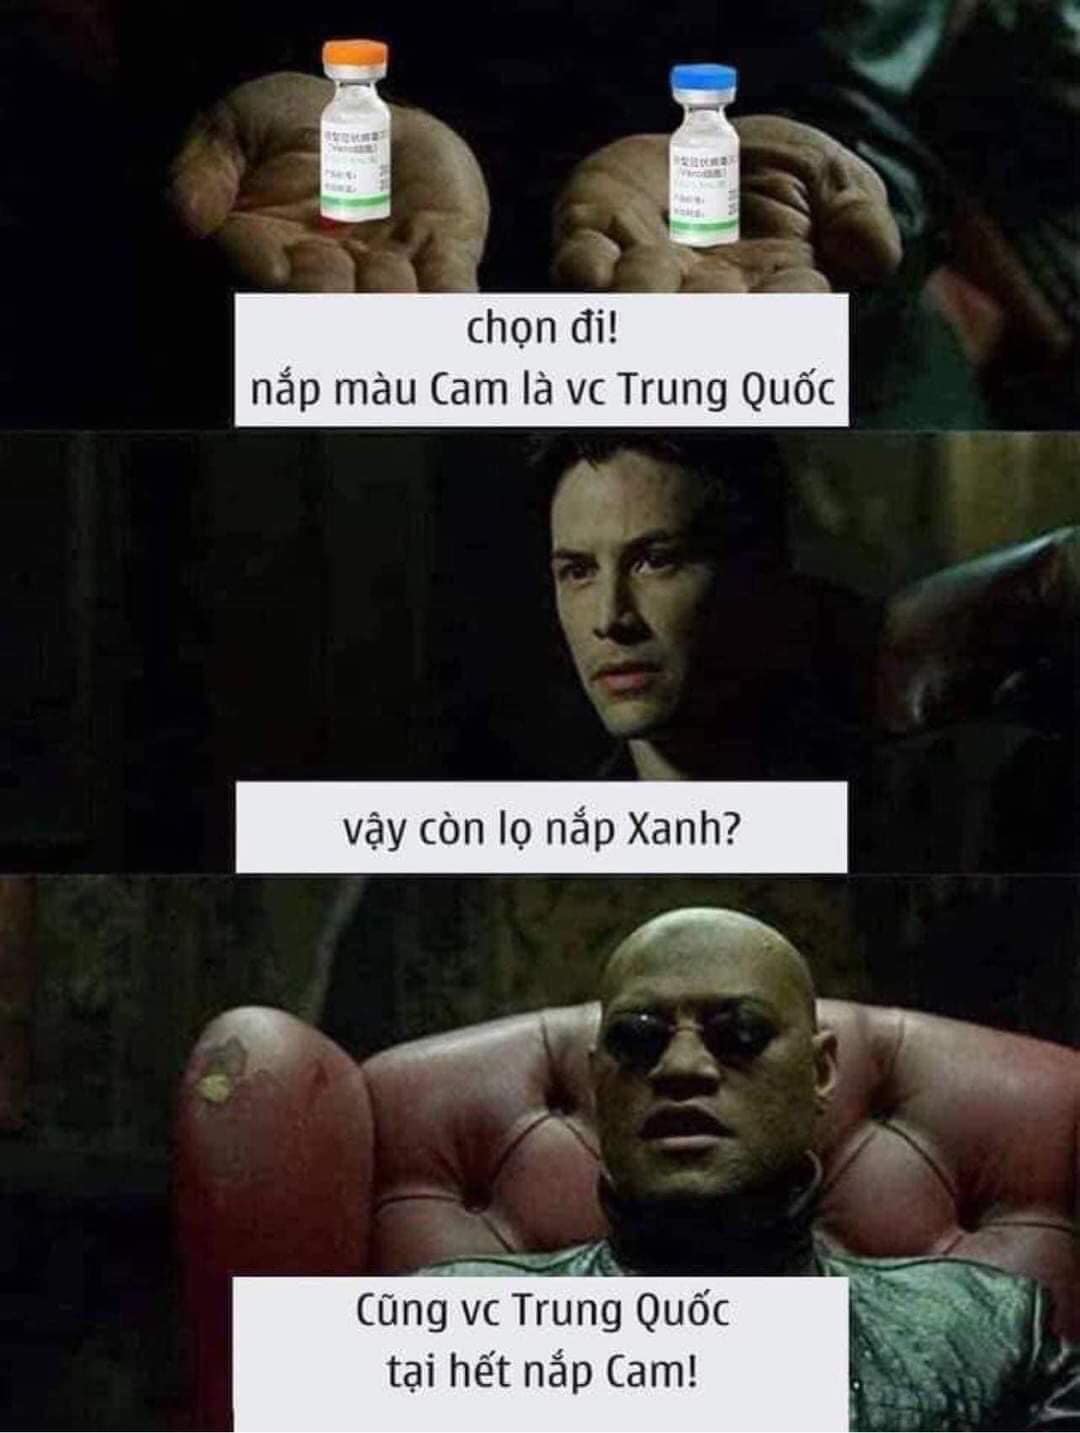 chọn đi!
nắp màu Cam là vc Trung Quốc
vậy còn lọ nắp Xanh?
Cũng vc Trung Quốc
tại hết nắp Cam!